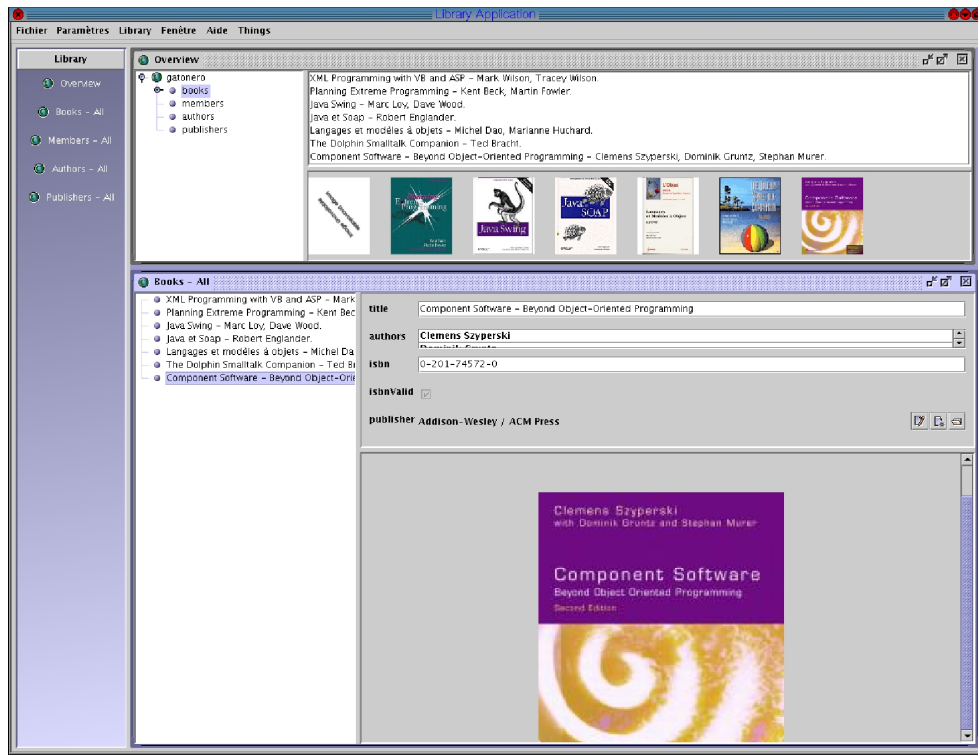 Library Application
Fichier Paramètres Library Fenêtre Aide Things
Library
Overview
Books - All
Members - All
Authors - All
Publishers - All
Overview
gatonero
books
members
authors
publishers
XML Programming with VB and ASP - Mark Wilson, Tracey Wilson.
Planning Extreme Programming - Kent Beck, Martin Fowler.
Java Swing - Marc Loy, Dave Wood.
Java et Soap - Robert Englander.
Langages et modéles à objets - Michel Dao, Marianne Huchard.
The Dolphin Smalltalk Companion - Ted Bracht.
Component Software - Beyond Object-Oriented Programming - Clemens Szyperski, Dominik Gruntz, Stephan Murer.
Java Swing
Java
SOAP
Books - All
XML Programming with VB and ASP - Mark
Planning Extreme Programming - Kent Bec
Java Swing - Marc Loy, Dave Wood.
Java et Soap - Robert Englander.
Langages et modéles à objets - Michel Da
The Dolphin Smalltalk Companion - Ted Br
Component Software - Beyond Object-Orie
title Component Software - Beyond Object-Oriented Programming
authors Clemens Szyperski
Dominik Gruntz
isbn 0-201-74572-0
isbnValid
publisher Addison-Wesley / ACM Press
Clemens Szyperski
with Dominik Gruntz and Stephan Murer
Component Software
Beyond Object Oriented Programming
Second Edition